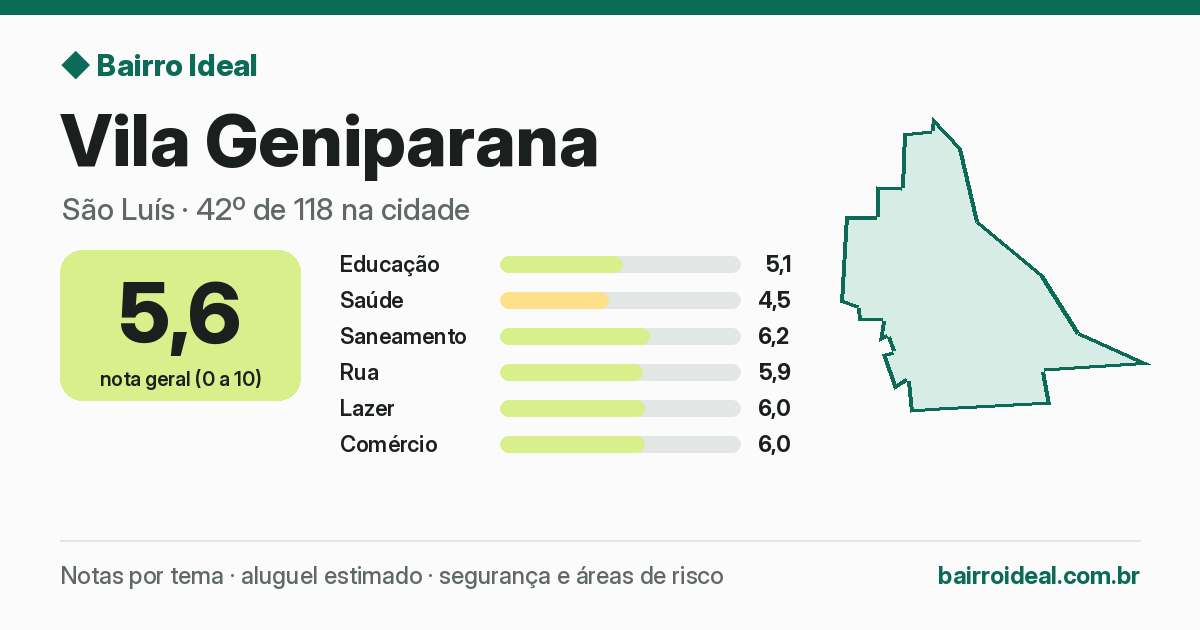 Bairro Ideal
Vila Geniparana
São Luís · 42º de 118 na cidade
5,6
nota geral (0 a 10)
Educação 5,1
Saúde 4,5
Saneamento 6,2
Rua 5,9
Lazer 6,0
Comércio 6,0
Notas por tema · aluguel estimado · segurança e áreas de risco
bairroideal.com.br